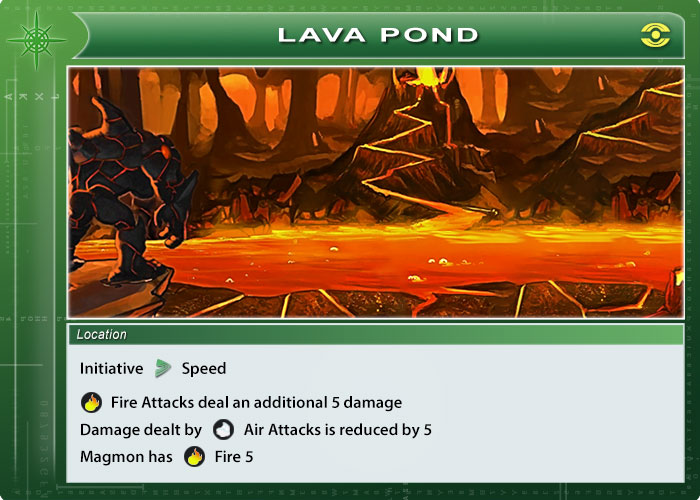 LAVA POND
Location
Initiative Speed
Fire Attacks deal an additional 5 damage
Damage dealt by Air Attacks is reduced by 5
Magmon has Fire 5